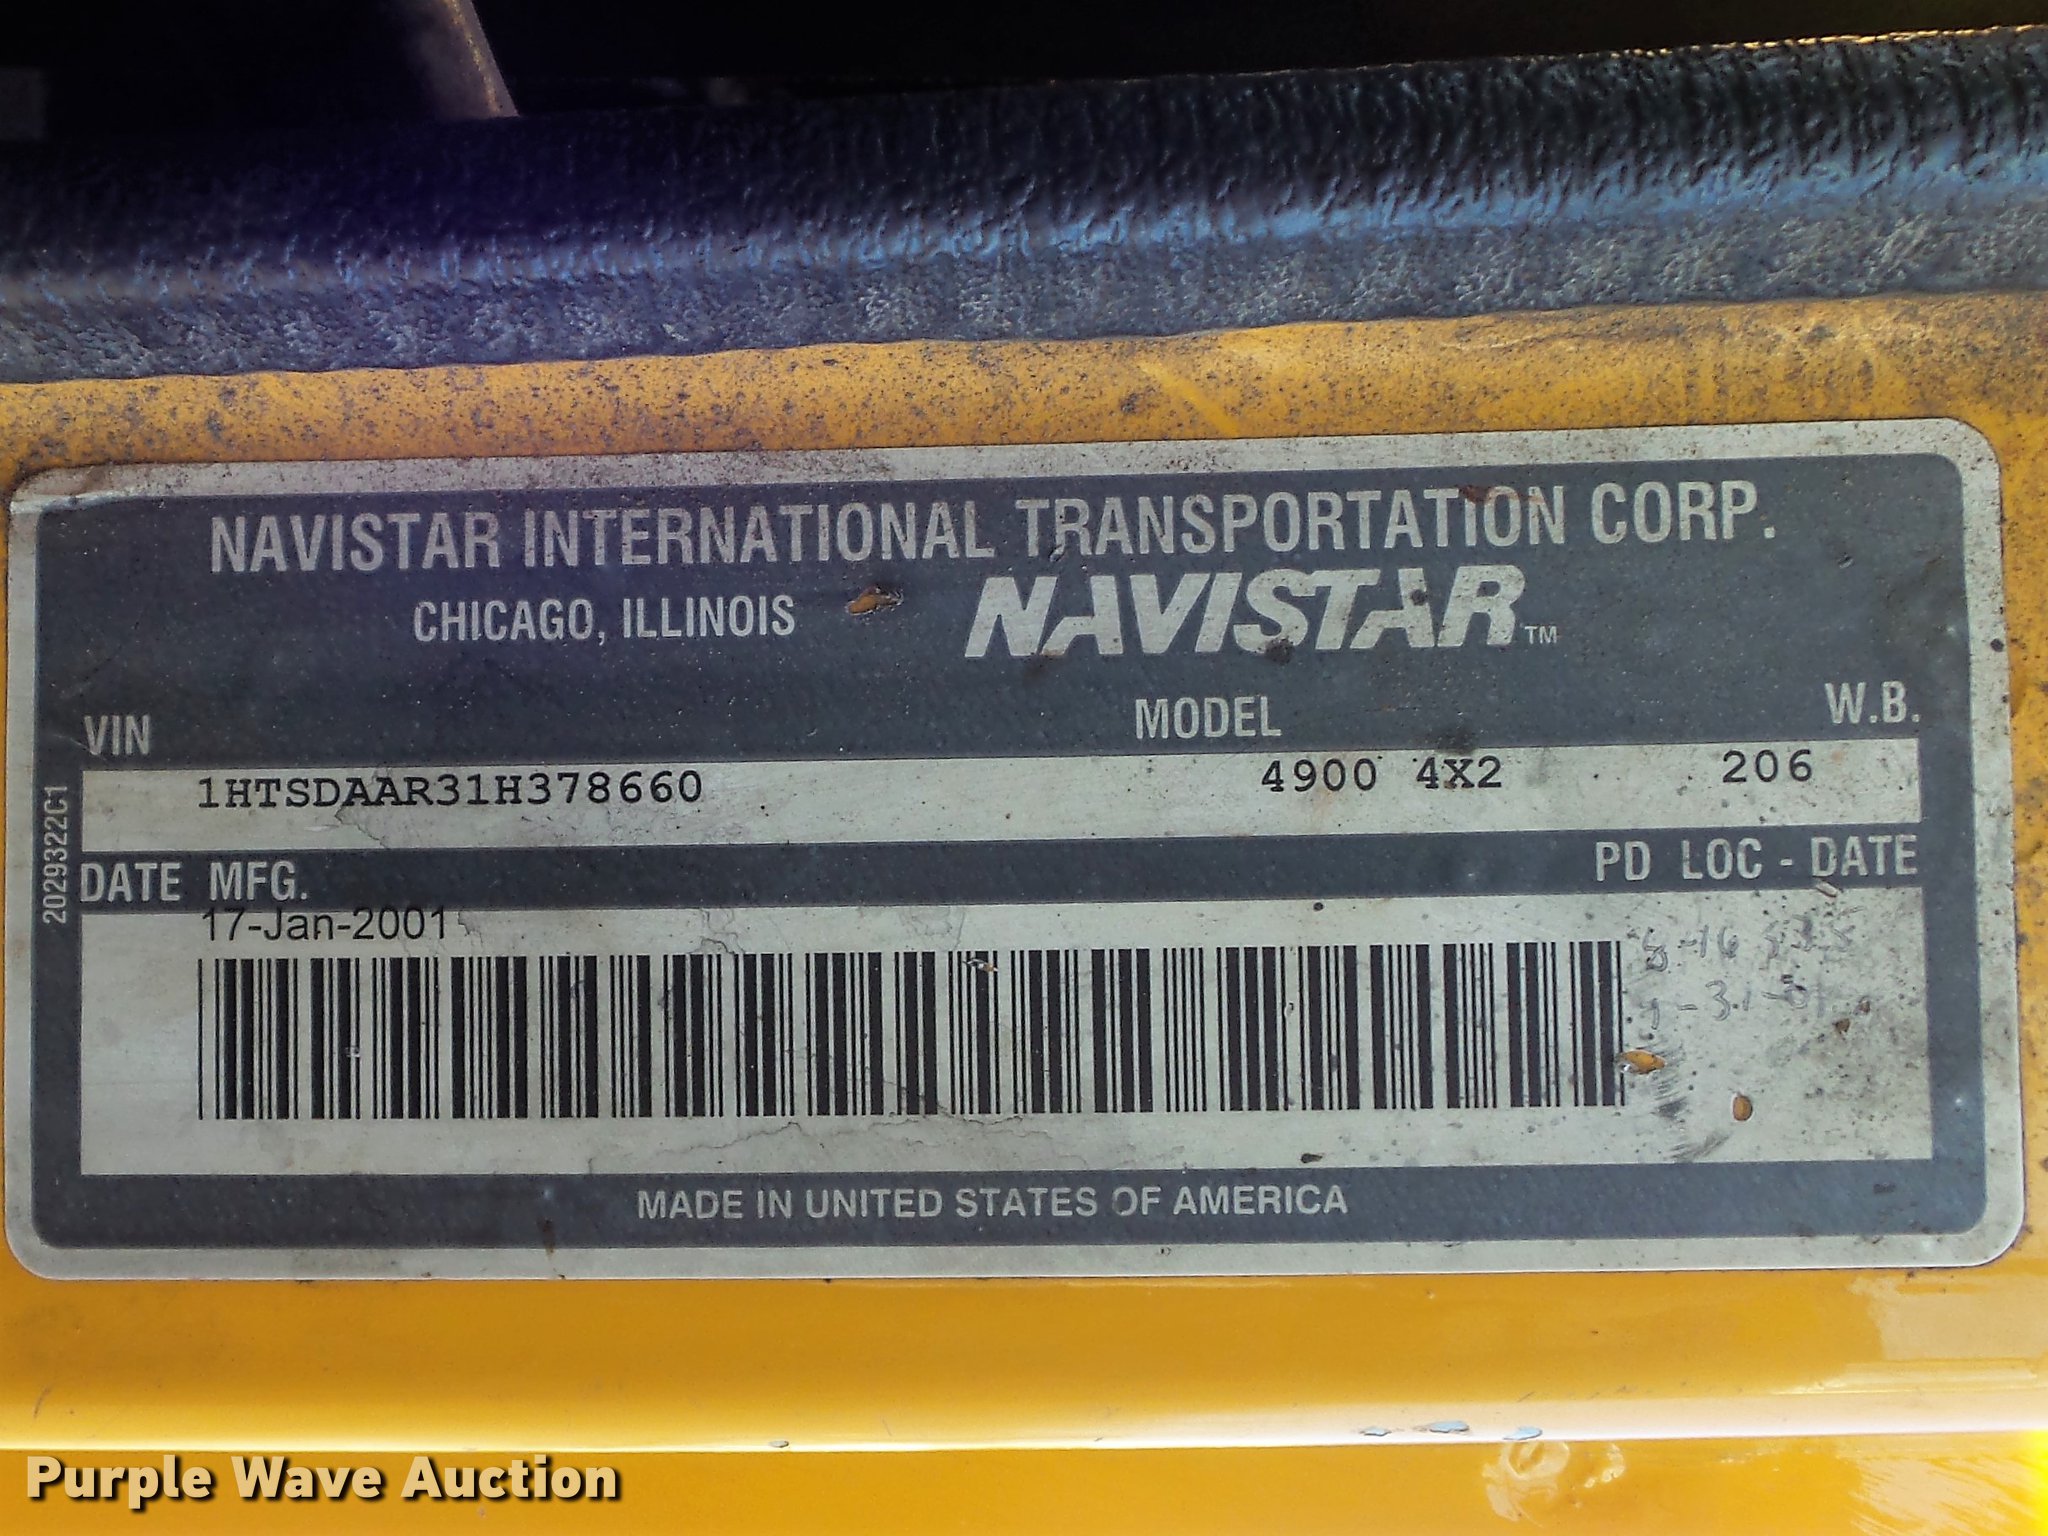 NAVISTAR INTERNATIONAL TRANSPORTATION CORP.
CHICAGO, ILLINOIS NAVISTAR™
VIN MODEL W.B.
1HTSDAAR31H378660 4900 4X2 206
DATE MFG. PD LOC - DATE
17-Jan-2001
2029322C1
MADE IN UNITED STATES OF AMERICA
Purple Wave Auction